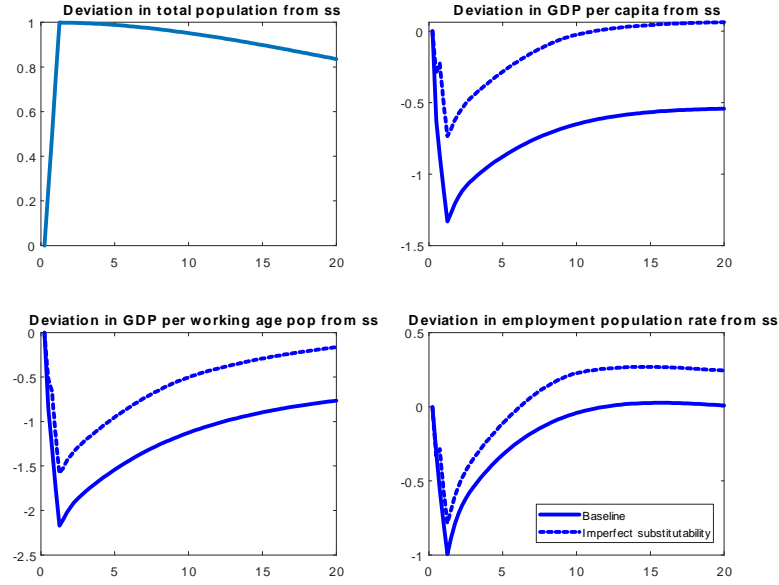 Deviation in total population from ss
1
0.8
0.6
0.4
0.2
0
0 5 10 15 20
Deviation in GDP per capita from ss
0
-0.5
-1
-1.5
0 5 10 15 20
Deviation in GDP per working age pop from ss
0
-0.5
-1
-1.5
-2
-2.5
0 5 10 15 20
Deviation in employment population rate from ss
0.5
0
-0.5
-1
0 5 10 15 20
Baseline
Imperfect substitutability